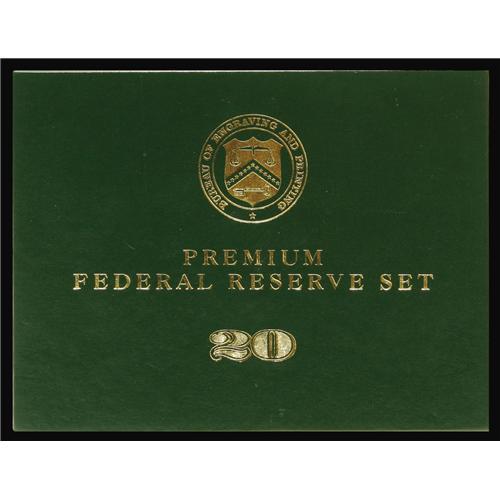 BUREAU OF ENGRAVING AND PRINTING
PREMIUM
FEDERAL RESERVE SET
20